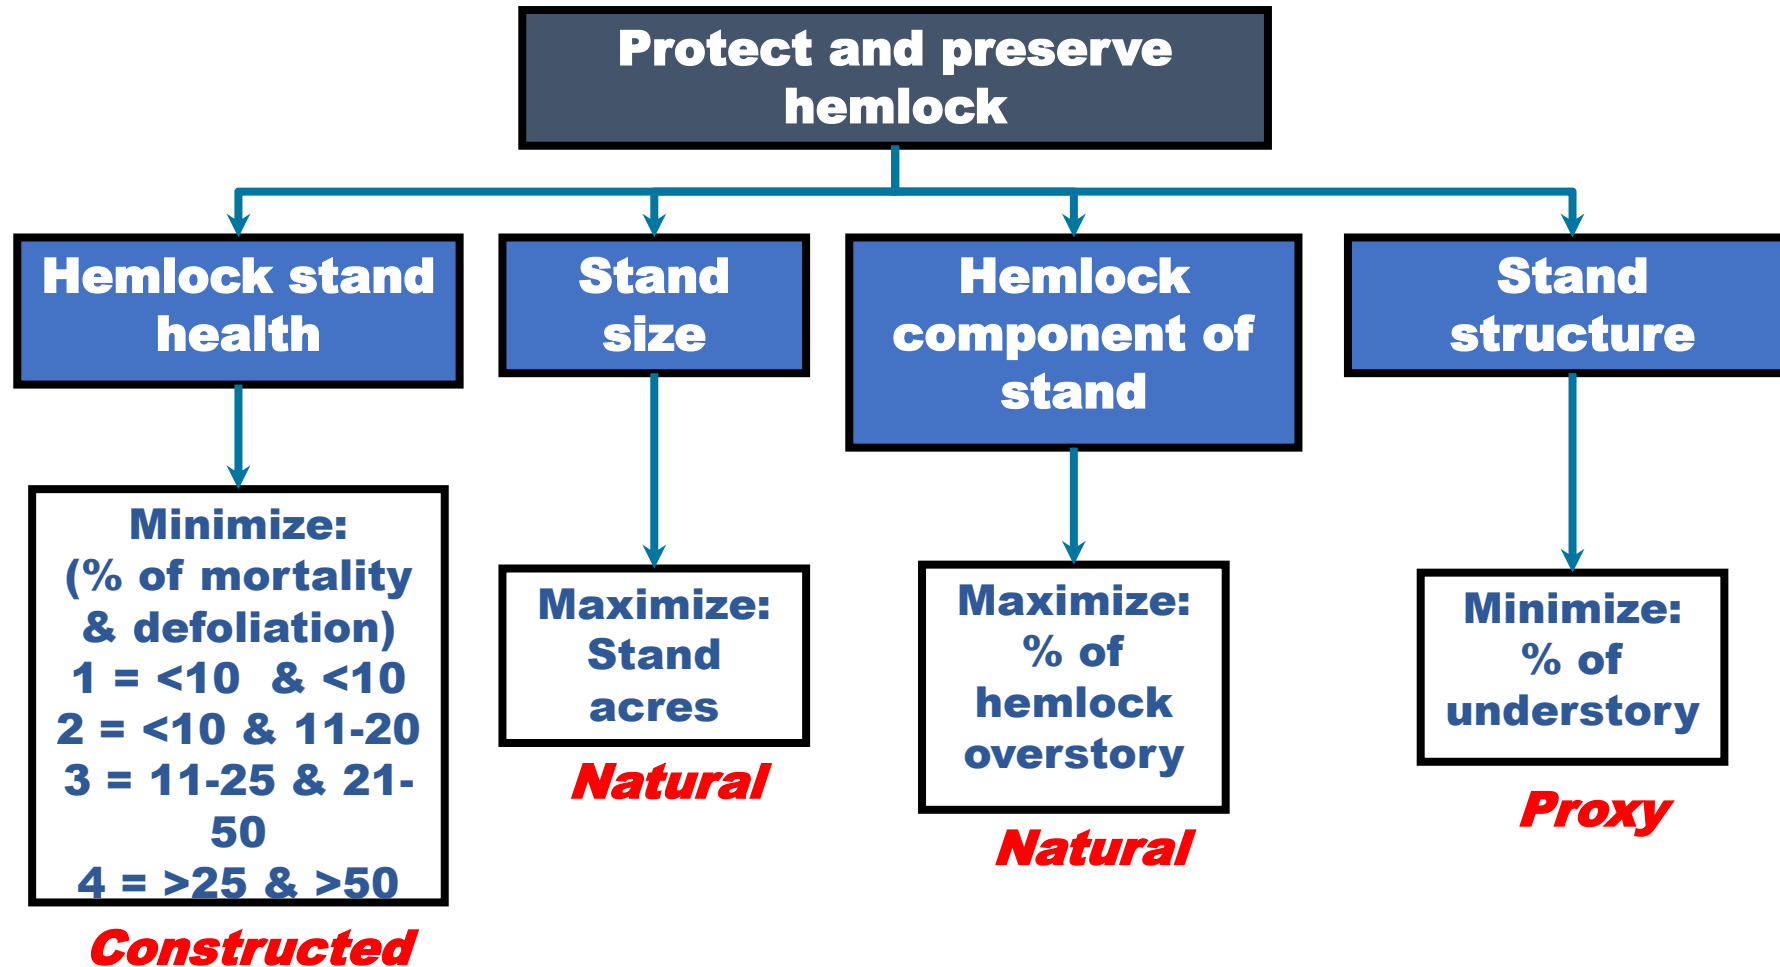 Protect and preserve
hemlock
Hemlock stand
health
Stand
size
Hemlock
component of
stand
Stand
structure
Minimize:
(% of mortality
& defoliation)
1 = <10 & <10
2 = <10 & 11-20
3 = 11-25 & 21-
50
4 = >25 & >50
Constructed
Maximize:
Stand
acres
Natural
Maximize:
% of
hemlock
overstory
Natural
Minimize:
% of
understory
Proxy